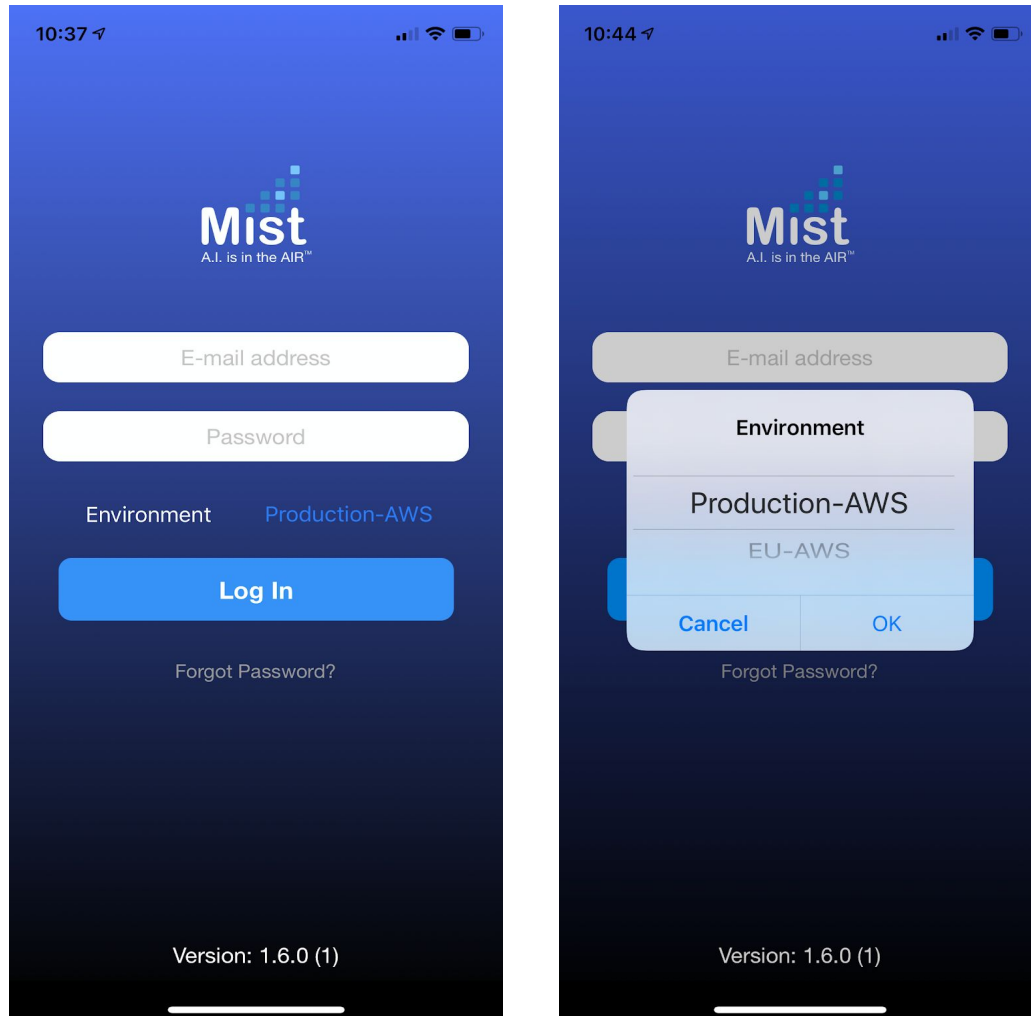 10:37
Mist
A.I. is in the AIR™
E-mail address
Password
Environment Production-AWS
Log In
Forgot Password?
Version: 1.6.0 (1)
10:44
Mist
A.I. is in the AIR™
E-mail address
Environment
Production-AWS
EU-AWS
Cancel OK
Forgot Password?
Version: 1.6.0 (1)